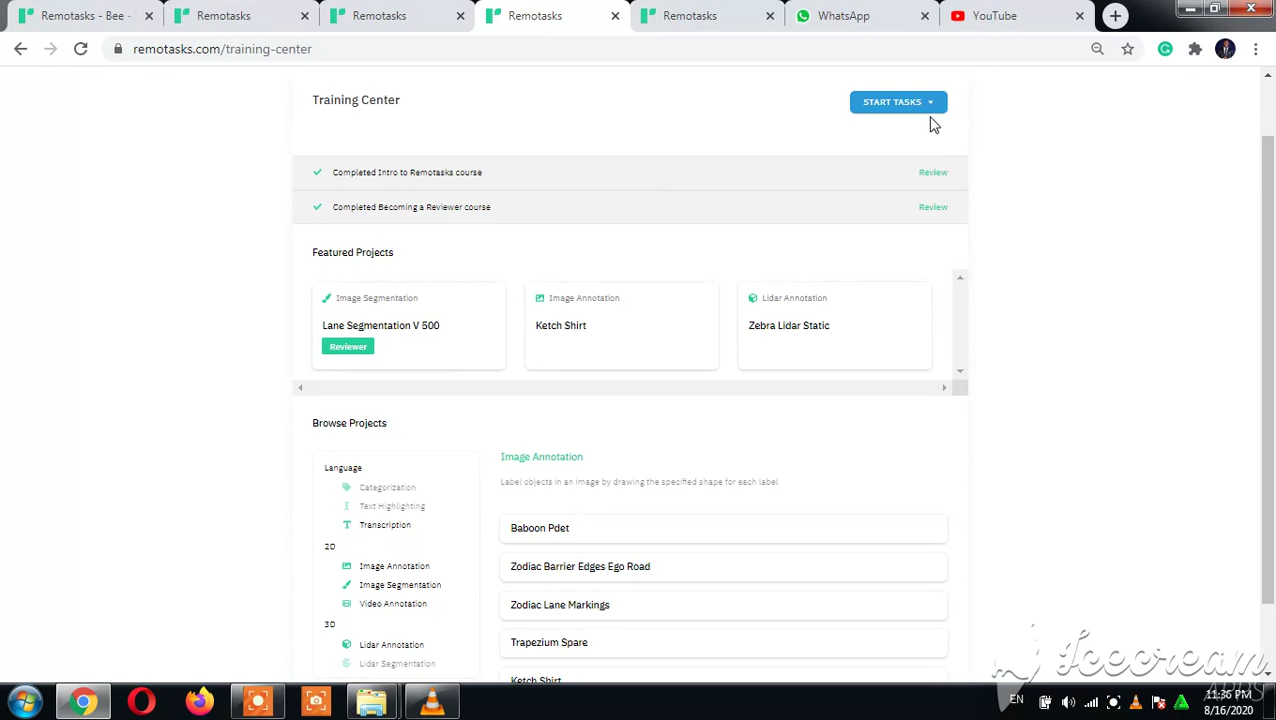 Remotasks - Bee -
Remotasks
Remotasks
Remotasks
Remotasks
WhatsApp
YouTube
remotasks.com/training-center
Training Center
START TASKS
Completed Intro to Remotasks course
Review
Completed Becoming a Reviewer course
Review
Featured Projects
Image Segmentation
Lane Segmentation V 500
Reviewer
Image Annotation
Ketch Shirt
Lidar Annotation
Zebra Lidar Static
Browse Projects
Language
Categorization
Text Highlighting
Transcription
2D
Image Annotation
Image Segmentation
Video Annotation
3D
Lidar Annotation
Lidar Segmentation
Image Annotation
Label objects in an image by drawing the specified shape for each label
Baboon Pdet
Zodiac Barrier Edges Ego Road
Zodiac Lane Markings
Trapezium Spare
Ketch Shirt
Icecream
APPS
EN
11:36 PM
8/16/2020